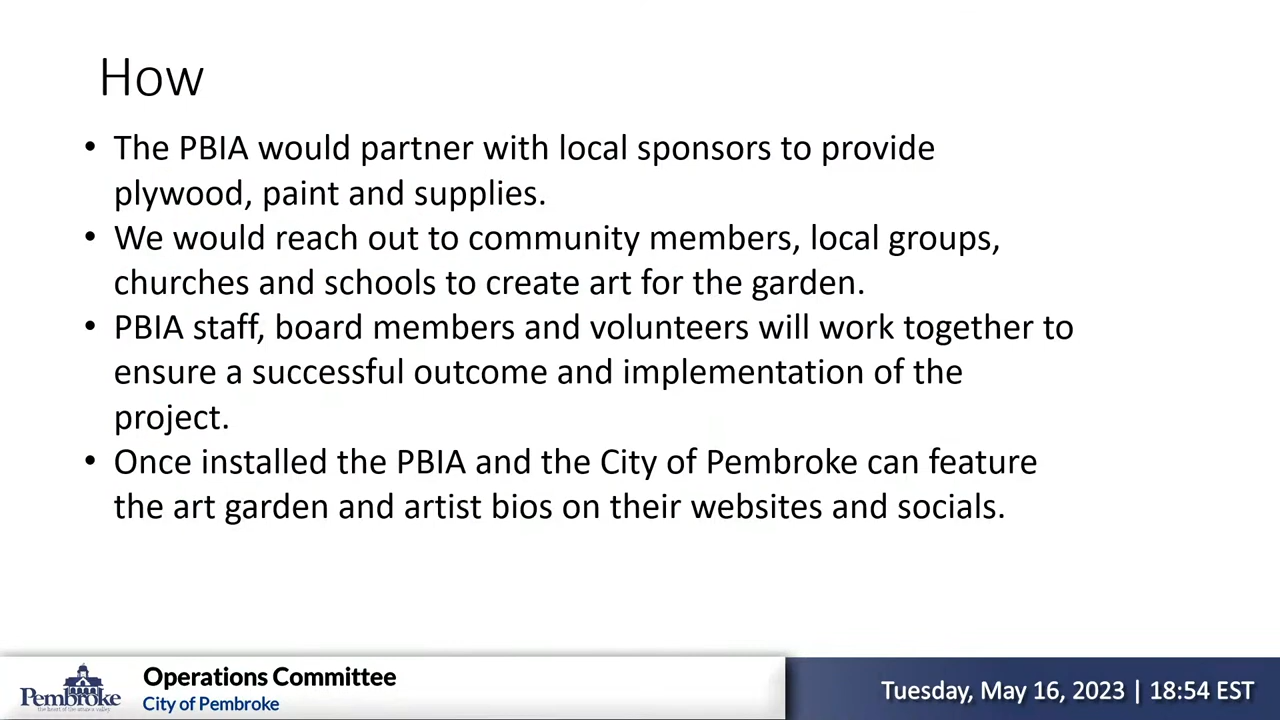 How
• The PBIA would partner with local sponsors to provide
plywood, paint and supplies.
• We would reach out to community members, local groups,
churches and schools to create art for the garden.
• PBIA staff, board members and volunteers will work together to
ensure a successful outcome and implementation of the
project.
• Once installed the PBIA and the City of Pembroke can feature
the art garden and artist bios on their websites and socials.
Pembroke
Operations Committee
City of Pembroke
Tuesday, May 16, 2023 | 18:54 EST